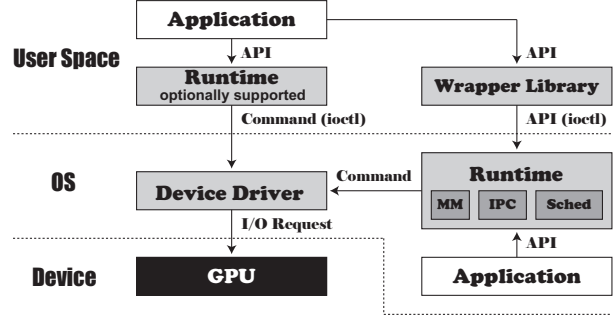 Application
API
API
User Space
Runtime
optionally supported
Wrapper Library
Command (ioctl)
API (ioctl)
OS
Device Driver
Command
Runtime
MM
IPC
Sched
I/O Request
API
Device
GPU
Application